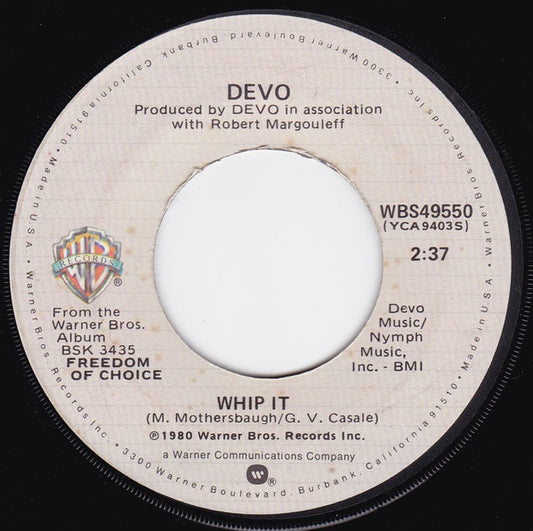 DEVO
Produced by DEVO in association
with Robert Margouleff
WBS49550
(YCA9403S)
2:37
WB
RECORDS
®
From the
Warner Bros.
Album
BSK 3435
FREEDOM
OF CHOICE
Devo
Music/
Nymph
Music,
Inc. - BMI
WHIP IT
(M. Mothersbaugh/G. V. Casale)
℗1980 Warner Bros. Records Inc.
a Warner Communications Company
W®
Made in U.S.A. • Warner Bros. Records Inc. • 3300 Warner Boulevard, Burbank, California 91510 • Made in U.S.A. • Warner Bros. Records Inc. • 3300 Warner Boulevard, Burbank, California 91510 •